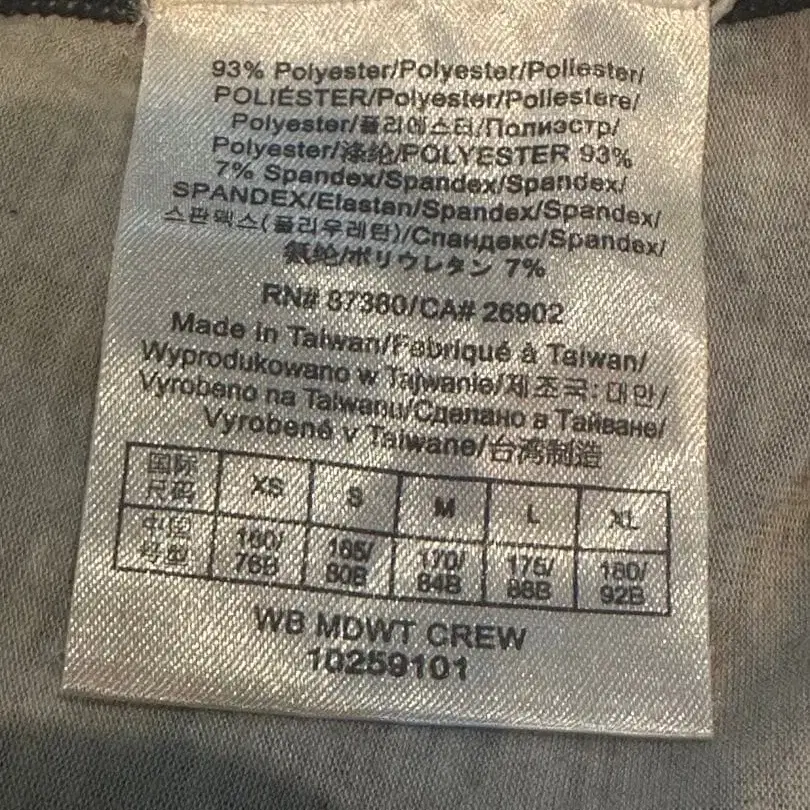 93% Polyester/Polyester/Poliester/
POLIÉSTER/Polyester/Poliestere/
Polyester/폴리에스터/Полиэстр/
Polyester/涤纶/POLYESTER 93%
7% Spandex/Spandex/Spandex/
SPANDEX/Elastan/Spandex/Spandex/
스판덱스(폴리우레탄)/Спандекс/Spandex/
氨纶/ポリウレタン 7%
RN# 87380/CA# 26902
Made in Taiwan/Fabriqué à Taiwan/
Wyprodukowano w Tajwanie/제조국:대만/
Vyrobeno na Taiwanu/Сделано в Тайване/
Vyrobené v Taiwane/台湾制造
国际尺码 XS S M L XL
中国号型 160/76B 165/80B 170/84B 175/88B 180/92B
WB MDWT CREW
10259101